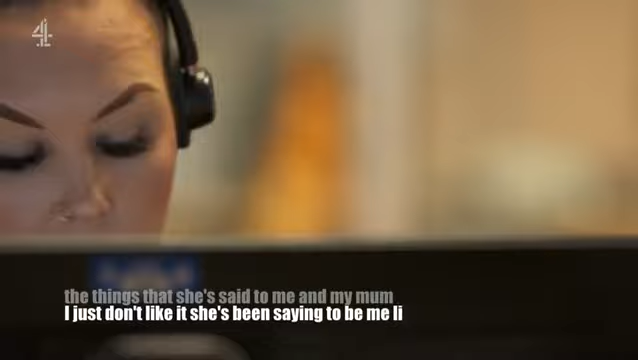 4
the things that she's said to me and my mum
I just don't like it she's been saying to be me li